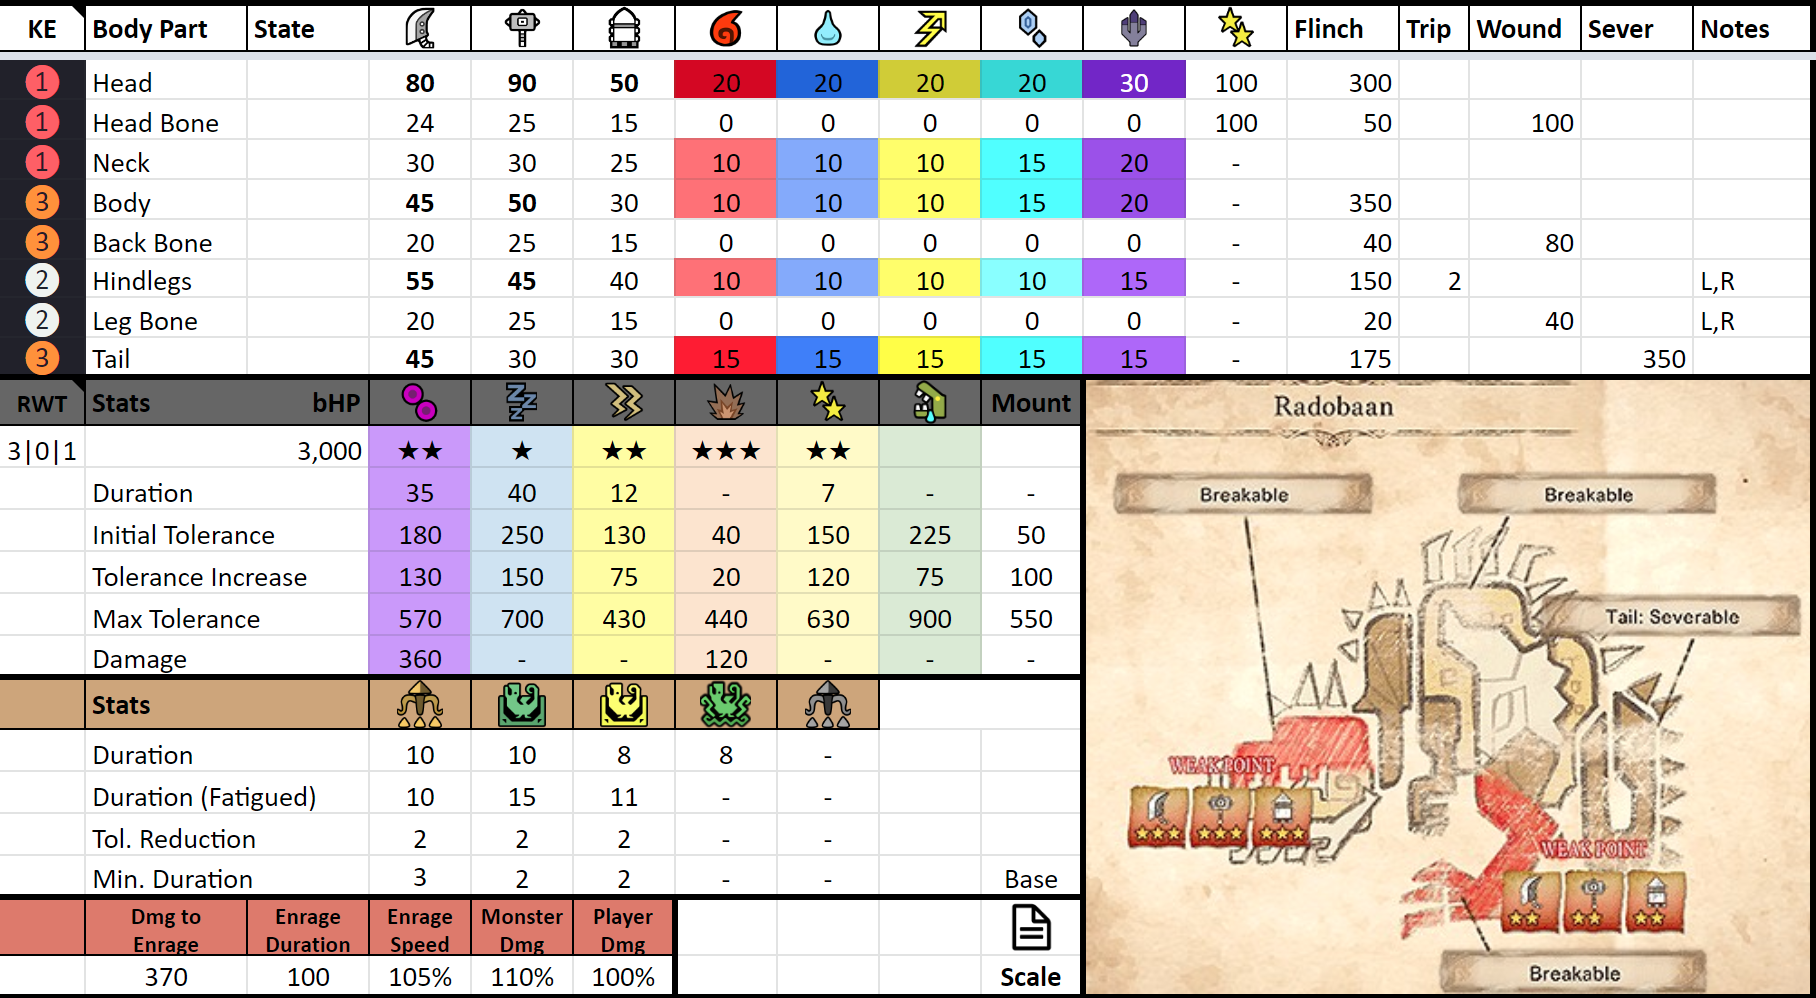 KE Body Part State Flinch Trip Wound Sever Notes
1 Head 80 90 50 20 20 20 20 30 100 300
1 Head Bone 24 25 15 0 0 0 0 0 100 50 100
1 Neck 30 30 25 10 10 10 15 20 -
3 Body 45 50 30 10 10 10 15 20 - 350
3 Back Bone 20 25 15 0 0 0 0 0 - 40 80
2 Hindlegs 55 45 40 10 10 10 10 15 - 150 2 L,R
2 Leg Bone 20 25 15 0 0 0 0 0 - 20 40 L,R
3 Tail 45 30 30 15 15 15 15 15 - 175 350
RWT Stats bHP Mount
3|0|1 3,000 ★★ ★ ★★ ★★★ ★★
Duration 35 40 12 - 7 - -
Initial Tolerance 180 250 130 40 150 225 50
Tolerance Increase 130 150 75 20 120 75 100
Max Tolerance 570 700 430 440 630 900 550
Damage 360 - - 120 - - -
Stats
Duration 10 10 8 8 -
Duration (Fatigued) 10 15 11 - -
Tol. Reduction 2 2 2 - -
Min. Duration 3 2 2 - - Base
Dmg to Enrage Enrage Duration Enrage Speed Monster Dmg Player Dmg
370 100 105% 110% 100% Scale
Radobaan
Breakable
Breakable
Tail: Severable
WEAK POINT
WEAK POINT
Breakable